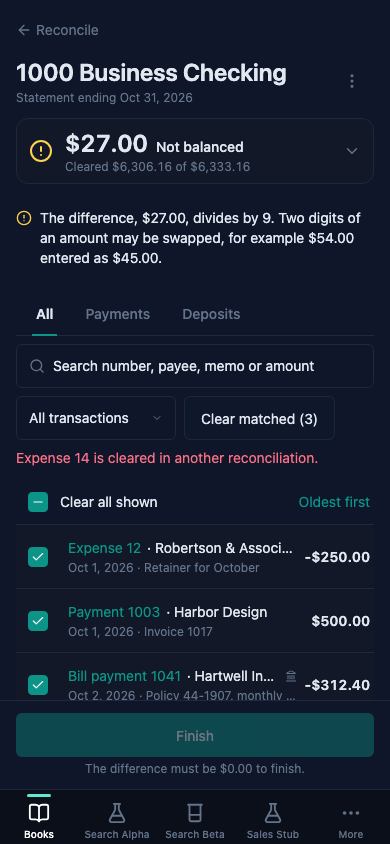 Reconcile
1000 Business Checking
Statement ending Oct 31, 2026
$27.00 Not balanced
Cleared $6,306.16 of $6,333.16
The difference, $27.00, divides by 9. Two digits of
an amount may be swapped, for example $54.00
entered as $45.00.
All Payments Deposits
Search number, payee, memo or amount
All transactions Clear matched (3)
Expense 14 is cleared in another reconciliation.
Clear all shown Oldest first
Expense 12 · Robertson & Associ... -$250.00
Oct 1, 2026 · Retainer for October
Payment 1003 · Harbor Design $500.00
Oct 1, 2026 · Invoice 1017
Bill payment 1041 · Hartwell In... -$312.40
Oct 2, 2026 · Policy 44-1907, monthly ...
Finish
The difference must be $0.00 to finish.
Books Search Alpha Search Beta Sales Stub More